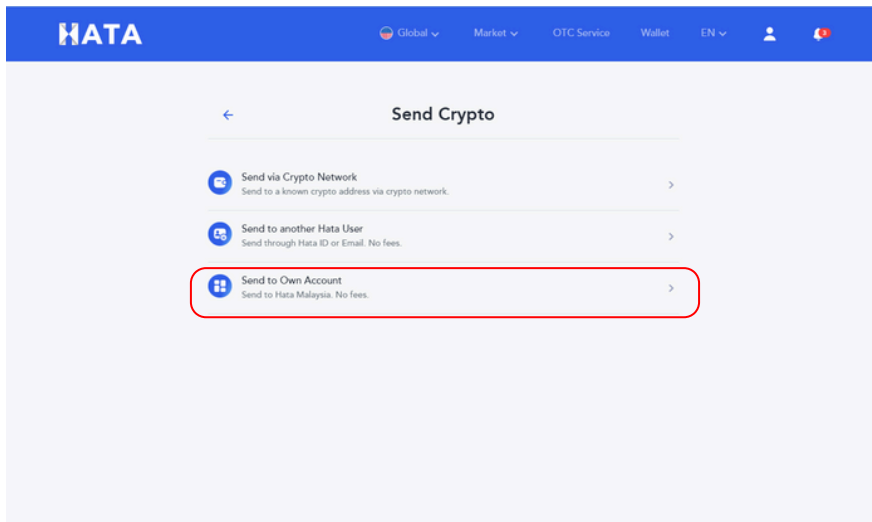 HATA
Global
Market
OTC Service
Wallet
EN
Send Crypto
Send via Crypto Network
Send to a known crypto address via crypto network.
Send to another Hata User
Send through Hata ID or Email. No fees.
Send to Own Account
Send to Hata Malaysia. No fees.